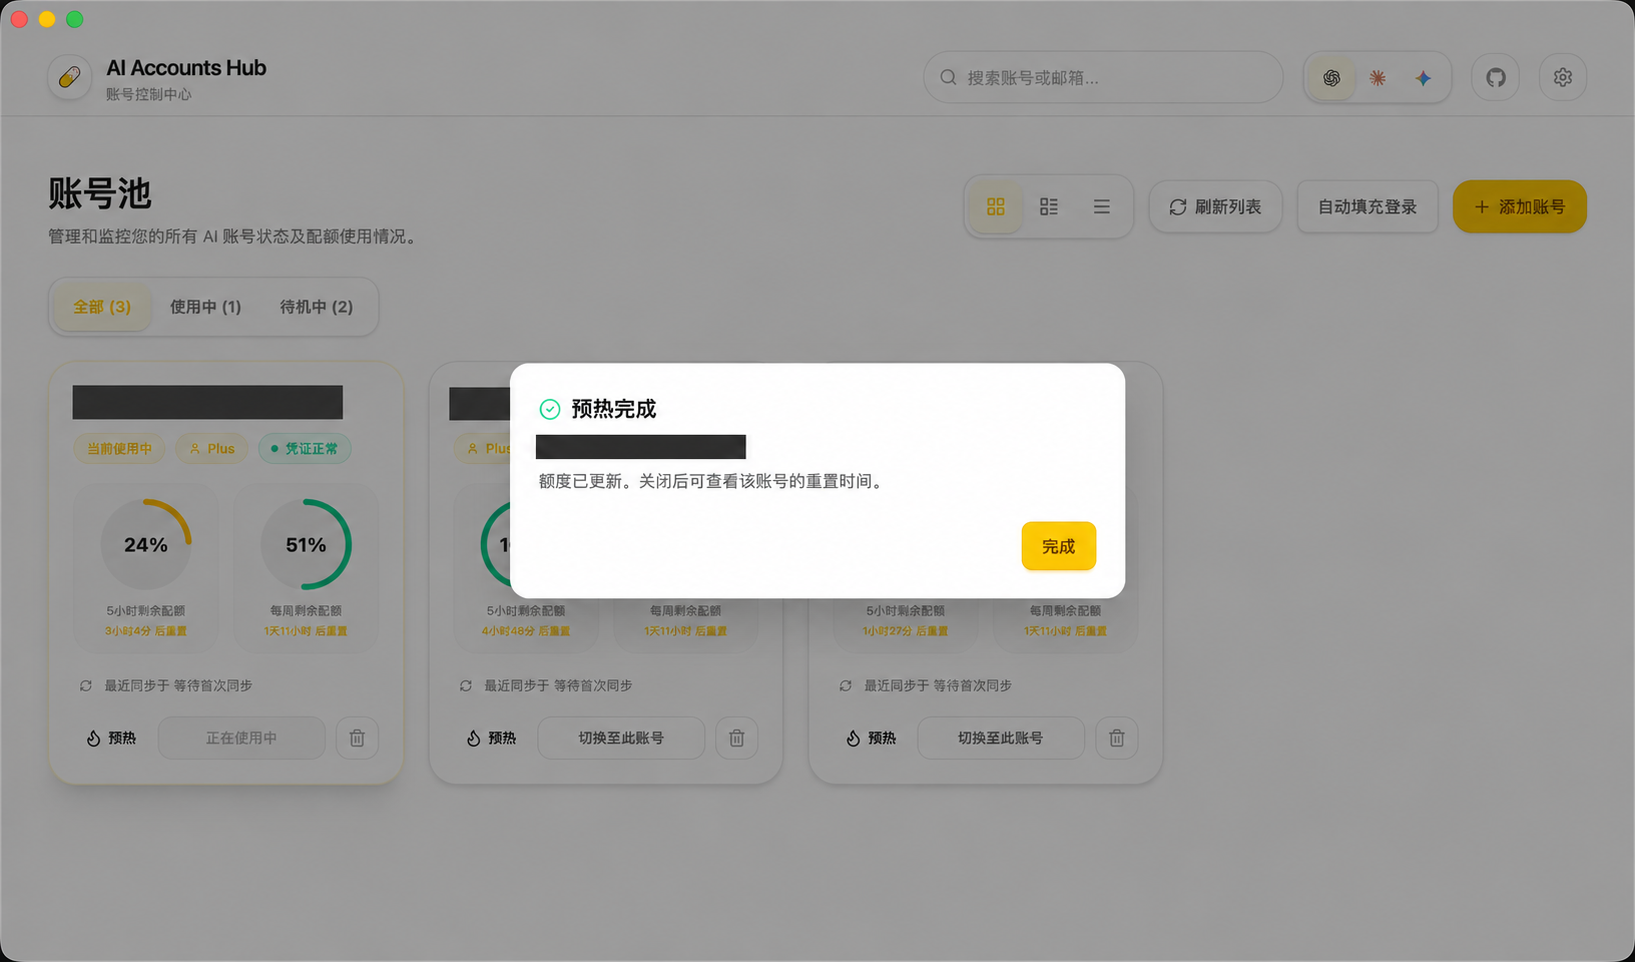 AI Accounts Hub
账号控制中心
搜索账号或邮箱...
账号池
管理和监控您的所有 AI 账号状态及配额使用情况。
刷新列表
自动填充登录
+ 添加账号
全部 (3)
使用中 (1)
待机中 (2)
当前使用中
Plus
凭证正常
24%
5小时剩余配额
3小时4分 后重置
51%
每周剩余配额
1天11小时 后重置
最近同步于 等待首次同步
预热
正在使用中
Plus
5小时剩余配额
4小时48分 后重置
每周剩余配额
1天11小时 后重置
最近同步于 等待首次同步
预热
切换至此账号
5小时剩余配额
1小时27分 后重置
每周剩余配额
1天11小时 后重置
最近同步于 等待首次同步
预热
切换至此账号
预热完成
额度已更新。关闭后可查看该账号的重置时间。
完成